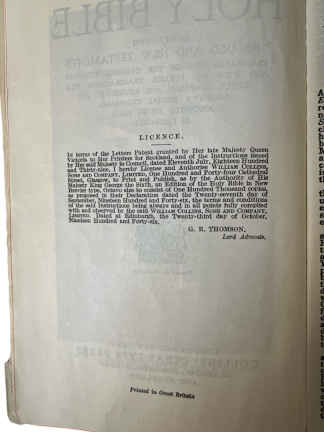 LICENCE.
In terms of the Letters Patent granted by Her late Majesty Queen
Victoria to Her Printers for Scotland, and of the Instructions issued
by Her said Majesty in Council, dated Eleventh July, Eighteen Hundred
and Thirty-nine, I hereby License and Authorise WILLIAM COLLINS,
SONS AND COMPANY, LIMITED, One Hundred and Forty-four Cathedral
Street, Glasgow, to Print and Publish, as by the Authority of His
Majesty King George the Sixth, an Edition of the Holy Bible in New
type, Octavo size to consist of One Hundred Thousand copies,
as proposed in their Declaration dated the Twenty-seventh day of
September, Nineteen Hundred and Forty-six, the terms and conditions
of the said Instructions being always and in all points fully complied
with and observed by the said WILLIAM COLLINS, SONS AND COMPANY,
LIMITED. Dated at Edinburgh, the Twenty-third day of October,
Nineteen Hundred and Forty-six.
G. R. THOMSON,
Lord Advocate.
Printed in Great Britain